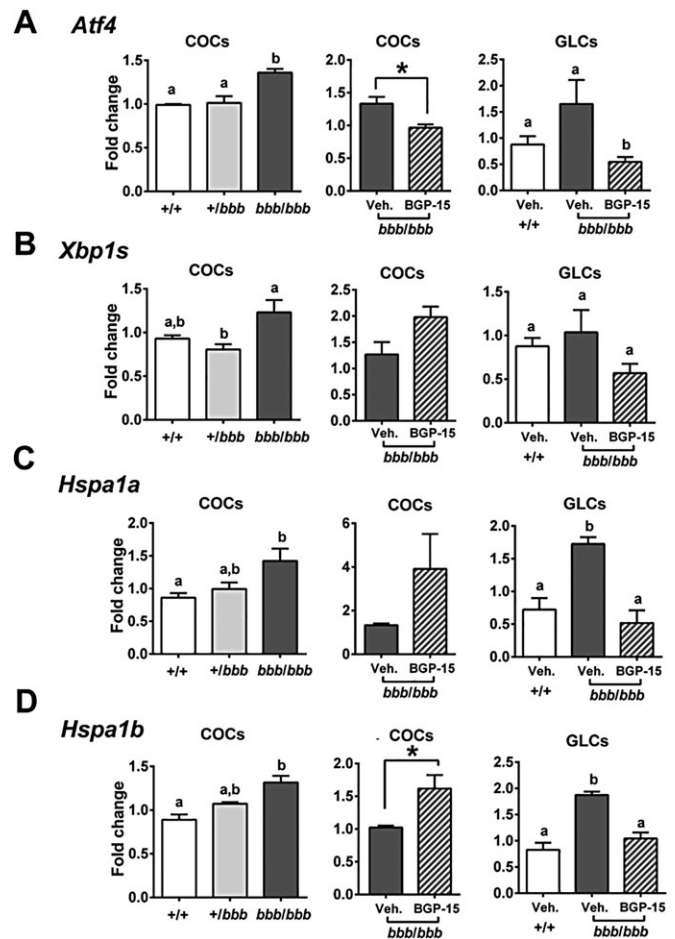 A Atf4
COCs COCs GLCs
Fold change
1.5 1.0 0.5 0.0
a a b
+/+ +/bbb bbb/bbb
2.0 1.5 1.0 0.5 0.0
*
Veh. BGP-15
bbb/bbb
2.5 2.0 1.5 1.0 0.5 0.0
a a b
Veh. Veh. BGP-15
+/+ bbb/bbb
B Xbp1s
COCs COCs GLCs
Fold change
1.5 1.0 0.5 0.0
a,b b a
+/+ +/bbb bbb/bbb
2.5 2.0 1.5 1.0 0.5 0.0
Veh. BGP-15
bbb/bbb
1.5 1.0 0.5 0.0
a a a
Veh. Veh. BGP-15
+/+ bbb/bbb
C Hspa1a
COCs COCs GLCs
Fold change
2.0 1.5 1.0 0.5 0.0
a a,b b
+/+ +/bbb bbb/bbb
6 4 2 0
Veh. BGP-15
bbb/bbb
2.0 1.5 1.0 0.5 0.0
a b a
Veh. Veh. BGP-15
+/+ bbb/bbb
D Hspa1b
COCs COCs GLCs
Fold change
1.5 1.0 0.5 0.0
a a,b b
+/+ +/bbb bbb/bbb
2.0 1.5 1.0 0.5 0.0
*
Veh. BGP-15
bbb/bbb
2.5 2.0 1.5 1.0 0.5 0.0
a b a
Veh. Veh. BGP-15
+/+ bbb/bbb